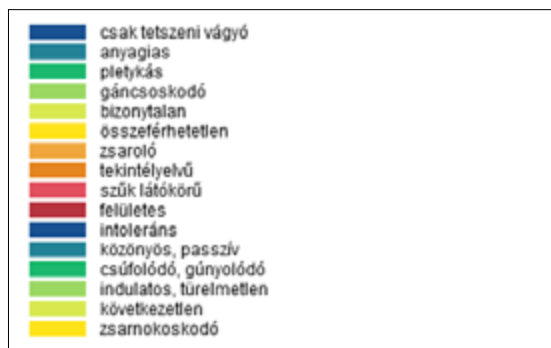 csak tetszeni vágyó
anyagias
pletykás
gáncsoskodó
bizonytalan
összeférhetetlen
zsaroló
tekintélyelvű
szűk látókörű
felületes
intoleráns
közönyös, passzív
csúfolódó, gúnyolódó
indulatos, türelmetlen
következetlen
zsarnokoskodó